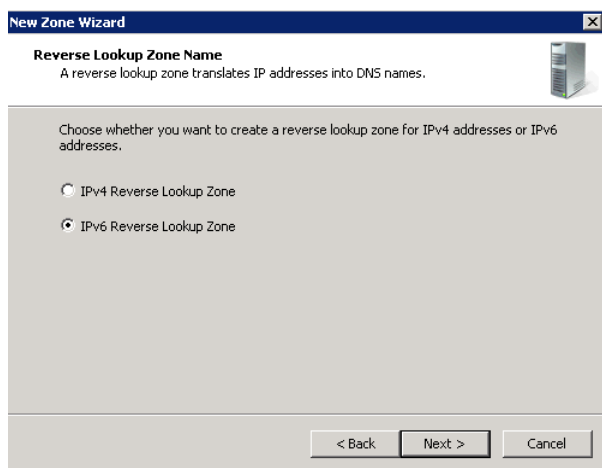 New Zone Wizard
Reverse Lookup Zone Name
A reverse lookup zone translates IP addresses into DNS names.
Choose whether you want to create a reverse lookup zone for IPv4 addresses or IPv6
addresses.
IPv4 Reverse Lookup Zone
IPv6 Reverse Lookup Zone
< Back Next > Cancel